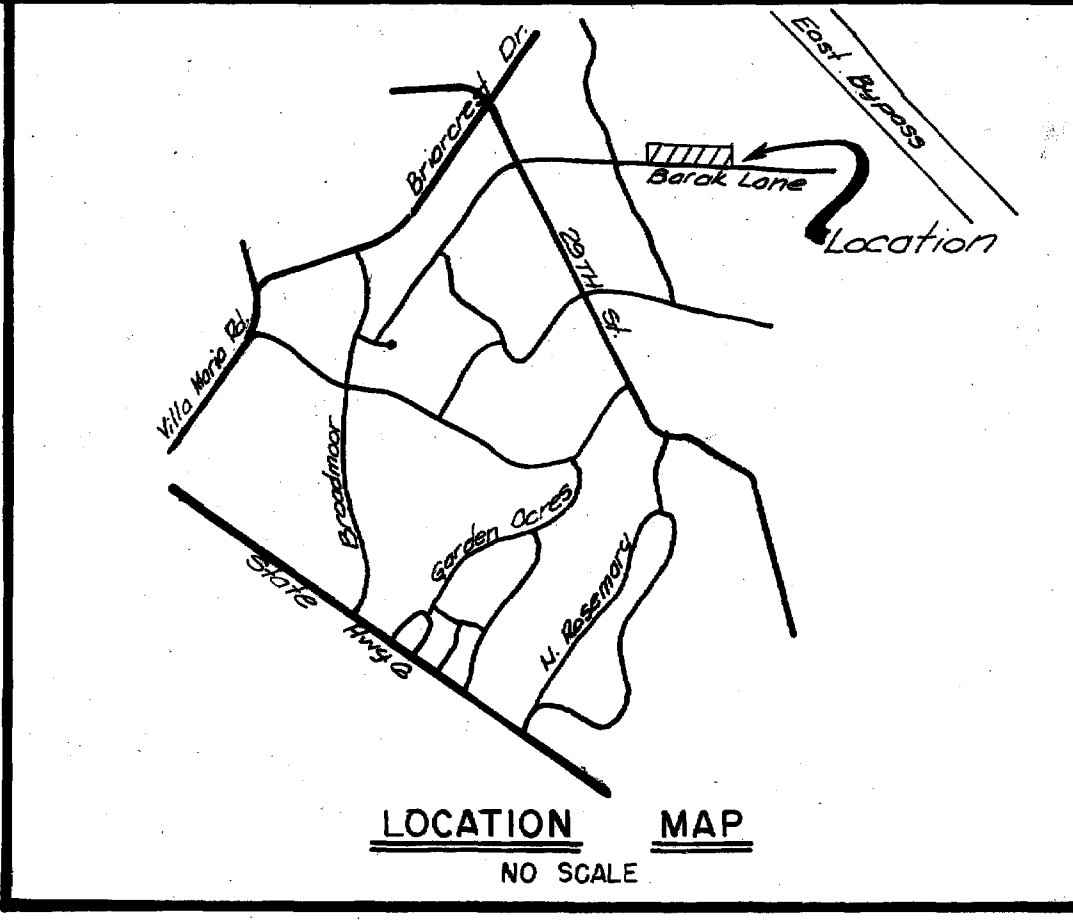 East Bypass
Briarcrest Dr.
Barak Lane
Location
29TH St.
Villa Maria Rd.
Broadmoor
Garden Acres
N. Rosemary
State Hwy 6
LOCATION MAP
NO SCALE